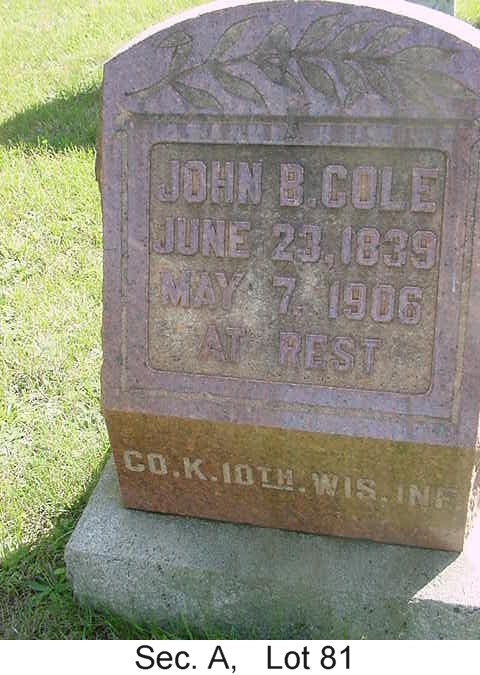 JOHN B. COLE
JUNE 23, 1839
MAY 7, 1906
AT REST
CO. K. 10TH. WIS. INF.
Sec. A, Lot 81